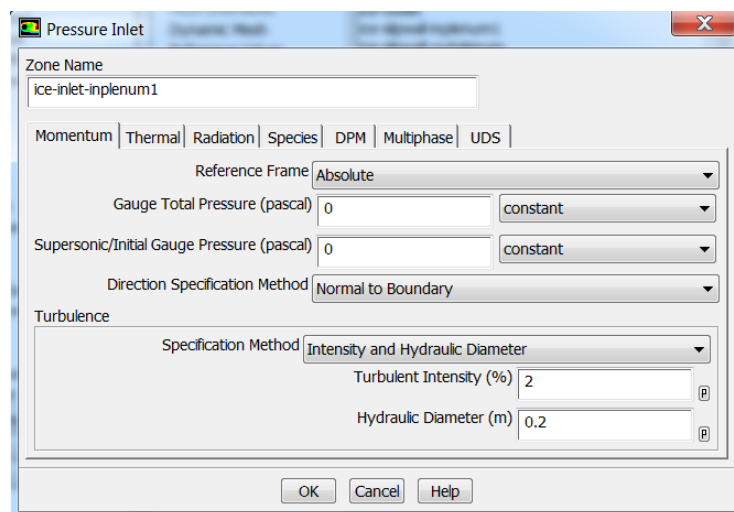 Pressure Inlet
X
Zone Name
ice-inlet-inplenum1
Momentum Thermal Radiation Species DPM Multiphase UDS
Reference Frame Absolute
Gauge Total Pressure (pascal) 0 constant
Supersonic/Initial Gauge Pressure (pascal) 0 constant
Direction Specification Method Normal to Boundary
Turbulence
Specification Method Intensity and Hydraulic Diameter
Turbulent Intensity (%) 2 P
Hydraulic Diameter (m) 0.2 P
OK Cancel Help